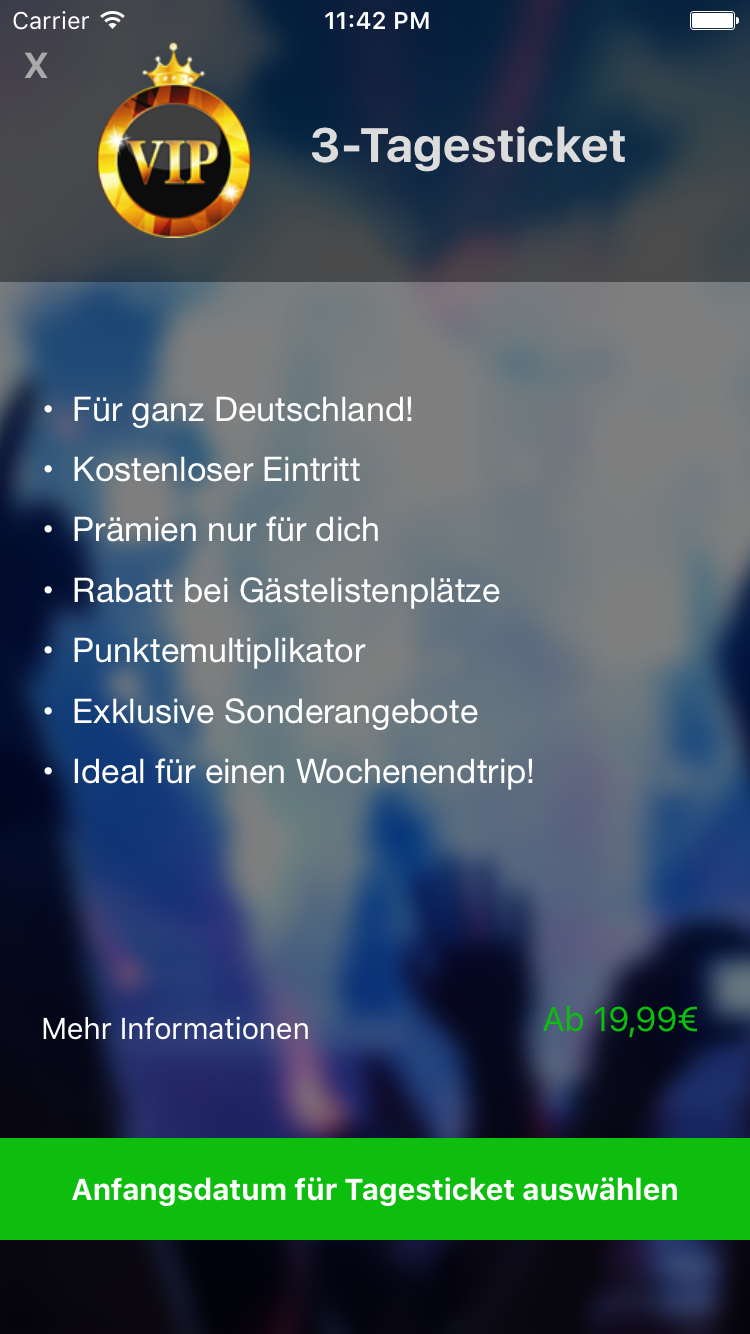 Carrier 11:42 PM
X
VIP
3-Tagesticket
• Für ganz Deutschland!
• Kostenloser Eintritt
• Prämien nur für dich
• Rabatt bei Gästelistenplätze
• Punktemultiplikator
• Exklusive Sonderangebote
• Ideal für einen Wochenendtrip!
Mehr Informationen
Ab 19,99€
Anfangsdatum für Tagesticket auswählen